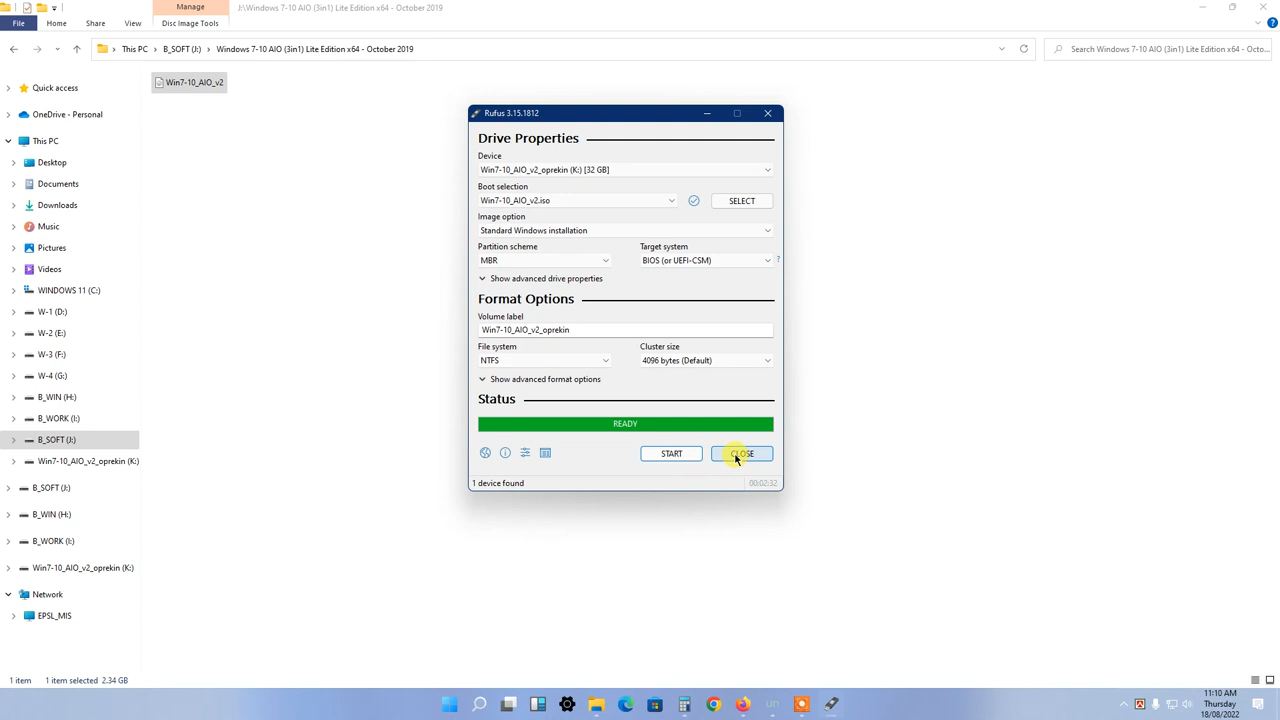 Manage
J:\Windows 7-10 AIO (3in1) Lite Edition x64 - October 2019
File Home Share View Disc Image Tools
This PC B_SOFT (J:) Windows 7-10 AIO (3in1) Lite Edition x64 - October 2019
Search Windows 7-10 AIO (3in1) Lite Edition x64 - Octo...
Quick access
OneDrive - Personal
This PC
Desktop
Documents
Downloads
Music
Pictures
Videos
WINDOWS 11 (C:)
W-1 (D:)
W-2 (E:)
W-3 (F:)
W-4 (G:)
B_WIN (H:)
B_WORK (I:)
B_SOFT (J:)
Win7-10_AIO_v2_oprekin (K:)
B_SOFT (J:)
B_WIN (H:)
B_WORK (I:)
Win7-10_AIO_v2_oprekin (K:)
Network
EPSL_MIS
Win7-10_AIO_v2
Rufus 3.15.1812
Drive Properties
Device
Win7-10_AIO_v2_oprekin (K:) [32 GB]
Boot selection
Win7-10_AIO_v2.iso SELECT
Image option
Standard Windows installation
Partition scheme Target system
MBR BIOS (or UEFI-CSM) ?
Show advanced drive properties
Format Options
Volume label
Win7-10_AIO_v2_oprekin
File system Cluster size
NTFS 4096 bytes (Default)
Show advanced format options
Status
READY
START CLOSE
1 device found 00:02:32
1 item 1 item selected 2.34 GB
11:10 AM
Thursday
18/08/2022